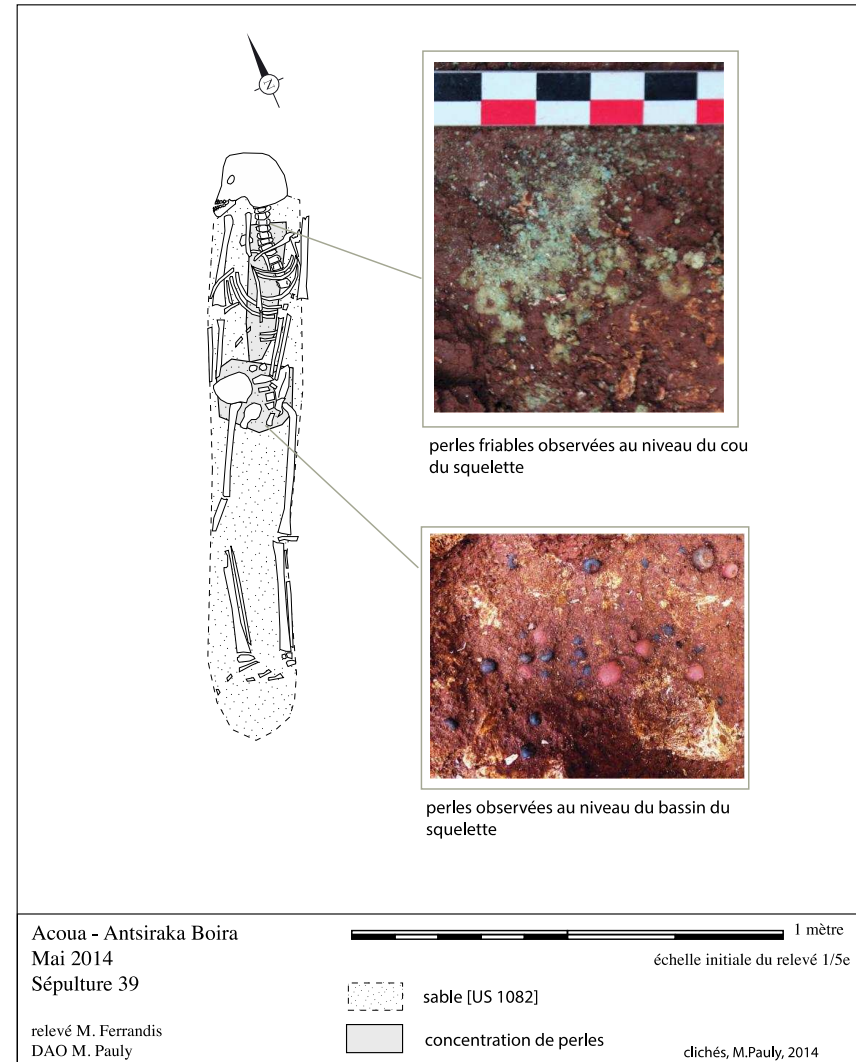 N
perles friables observées au niveau du cou
du squelette
perles observées au niveau du bassin du
squelette
Acoua - Antsiraka Boira
Mai 2014
Sépulture 39
relevé M. Ferrandis
DAO M. Pauly
1 mètre
échelle initiale du relevé 1/5e
sable [US 1082]
concentration de perles
clichés, M.Pauly, 2014